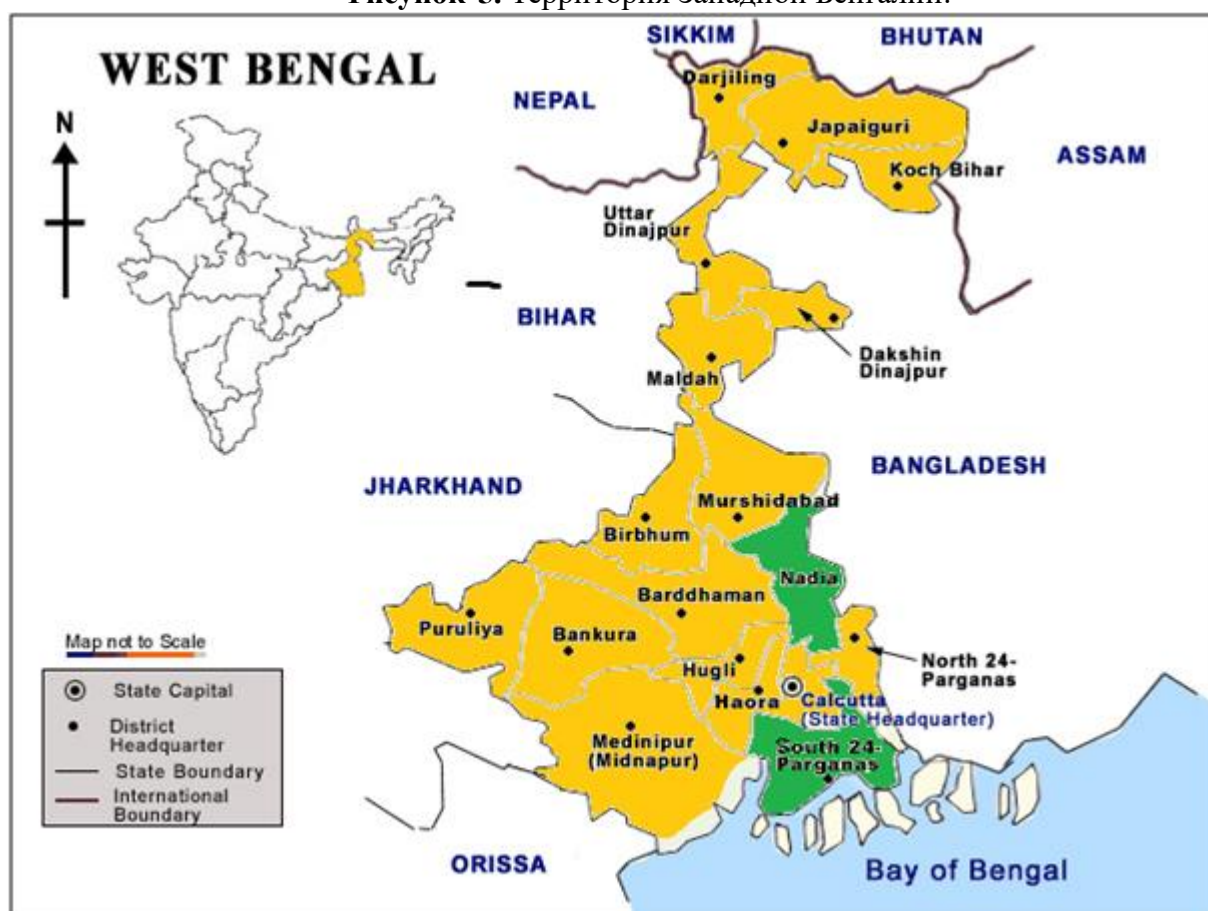 Рисунок 3. Территория Западной Бенгалии.
SIKKIM
BHUTAN
WEST BENGAL
Darjiling
NEPAL
N
Japaiguri
ASSAM
Koch Bihar
Uttar
Dinajpur
BIHAR
Dakshin
Dinajpur
Maldah
BANGLADESH
JHARKHAND
Murshidabad
Birbhum
Nadia
Barddhaman
Puruliya
Bankura
Map not to Scale
North 24-
Parganas
Hugli
Haora
Calcutta
(State Headquarter)
State Capital
District
Headquarter
State Boundary
International
Boundary
Medinipur
(Midnapur)
South 24-
Parganas
ORISSA
Bay of Bengal